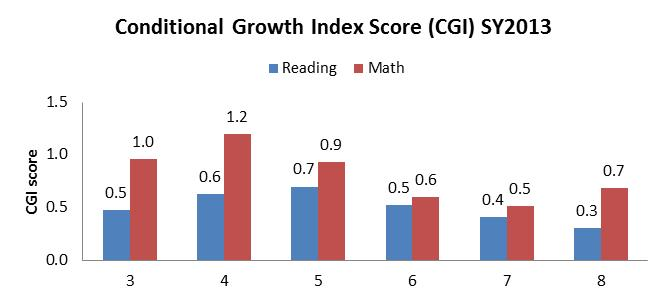 Conditional Growth Index Score (CGI) SY2013
Reading Math
1.5
1.0
0.5
0.0
CGI score
0.5 1.0 0.6 1.2 0.7 0.9 0.5 0.6 0.4 0.5 0.3 0.7
3 4 5 6 7 8